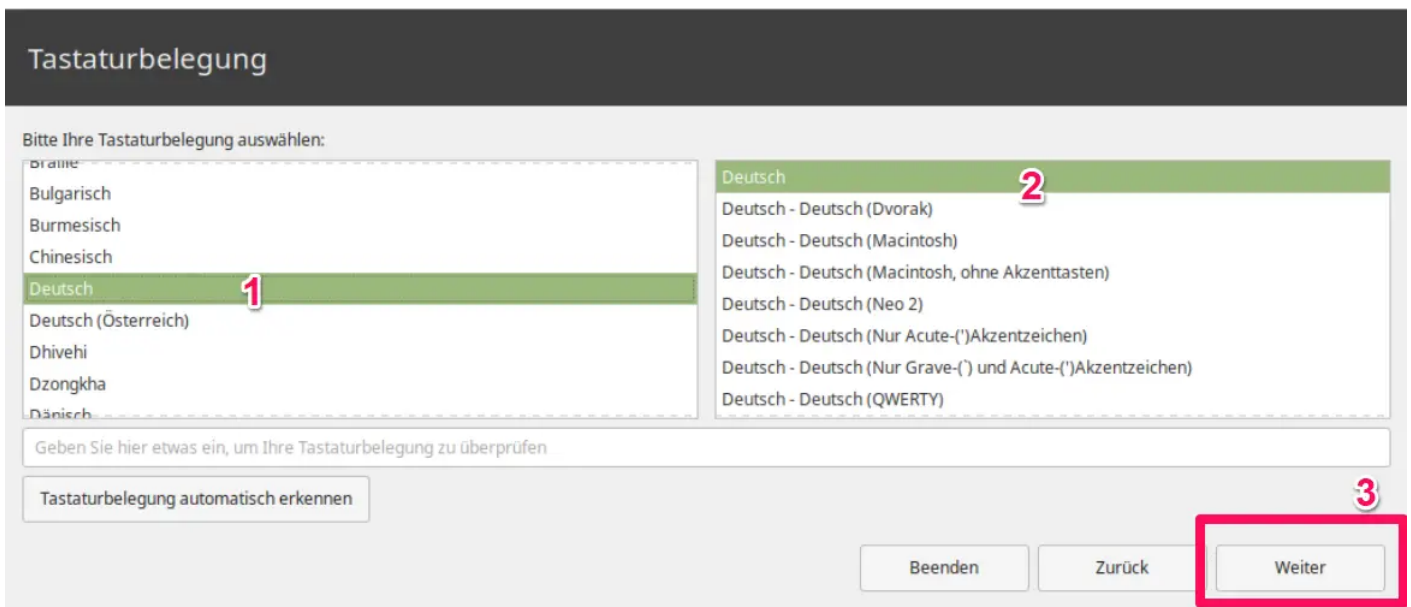 Tastaturbelegung
Bitte Ihre Tastaturbelegung auswählen:
Braille
Bulgarisch
Burmesisch
Chinesisch
Deutsch 1
Deutsch (Österreich)
Dhivehi
Dzongkha
Dänisch
Deutsch 2
Deutsch - Deutsch (Dvorak)
Deutsch - Deutsch (Macintosh)
Deutsch - Deutsch (Macintosh, ohne Akzenttasten)
Deutsch - Deutsch (Neo 2)
Deutsch - Deutsch (Nur Acute-(')Akzentzeichen)
Deutsch - Deutsch (Nur Grave-(`) und Acute-(')Akzentzeichen)
Deutsch - Deutsch (QWERTY)
Geben Sie hier etwas ein, um Ihre Tastaturbelegung zu überprüfen
Tastaturbelegung automatisch erkennen
3
Beenden Zurück Weiter